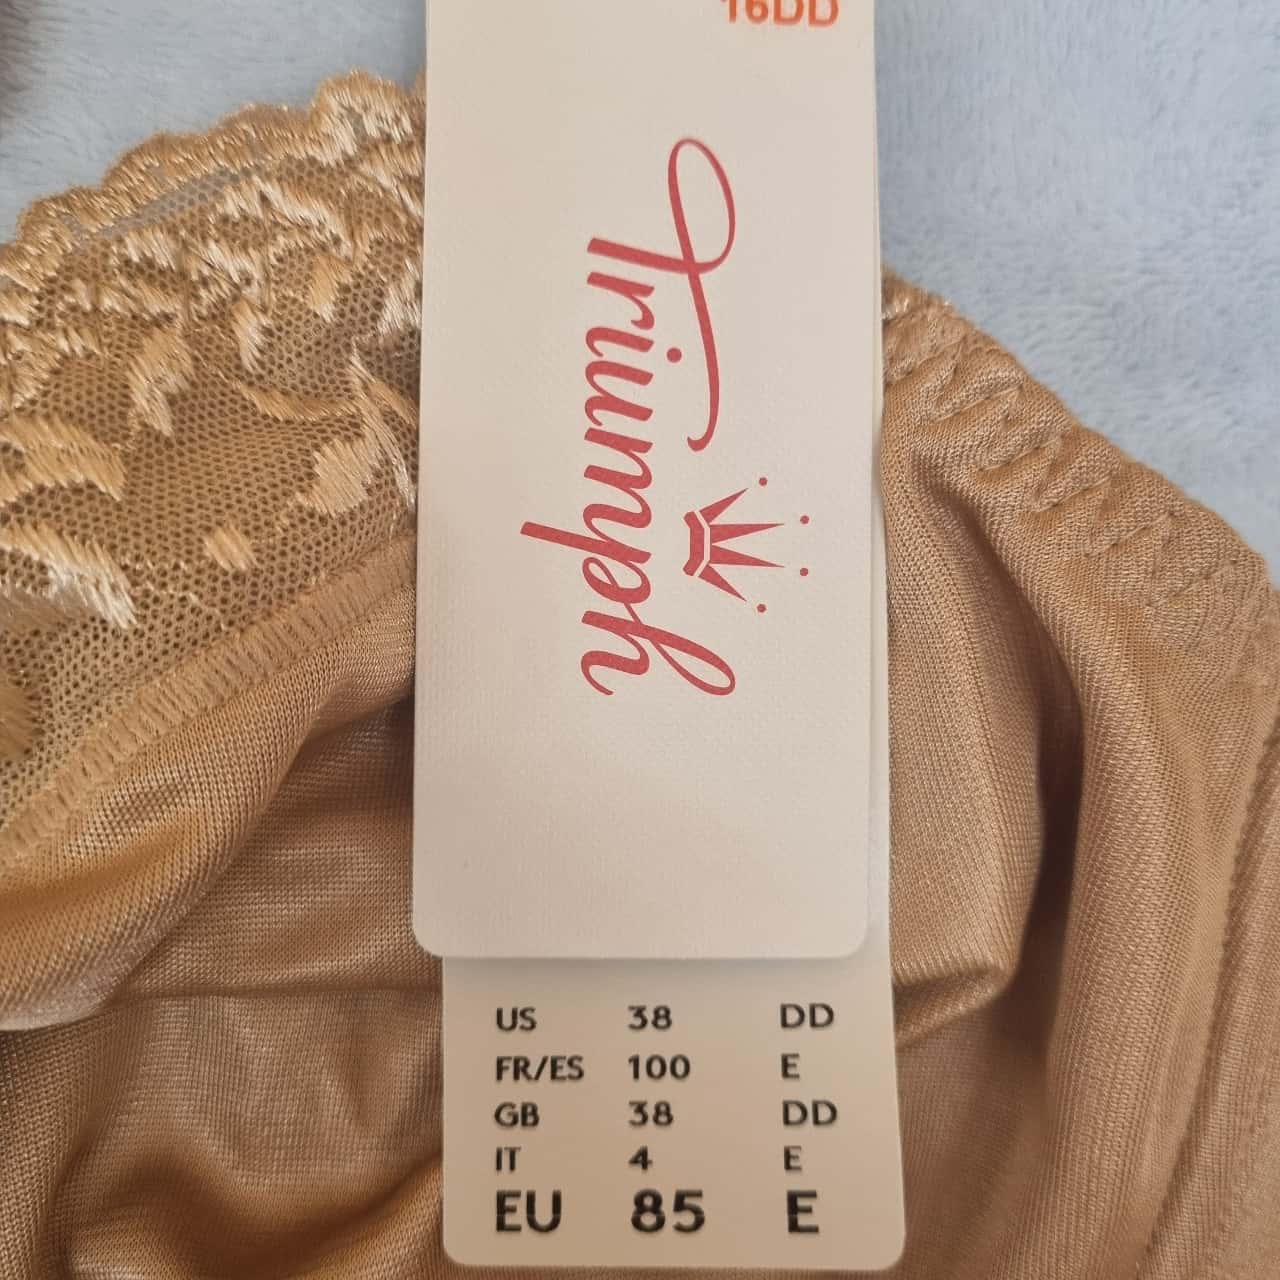 16DD
Triumph
US 38 DD
FR/ES 100 E
GB 38 DD
IT 4 E
EU 85 E